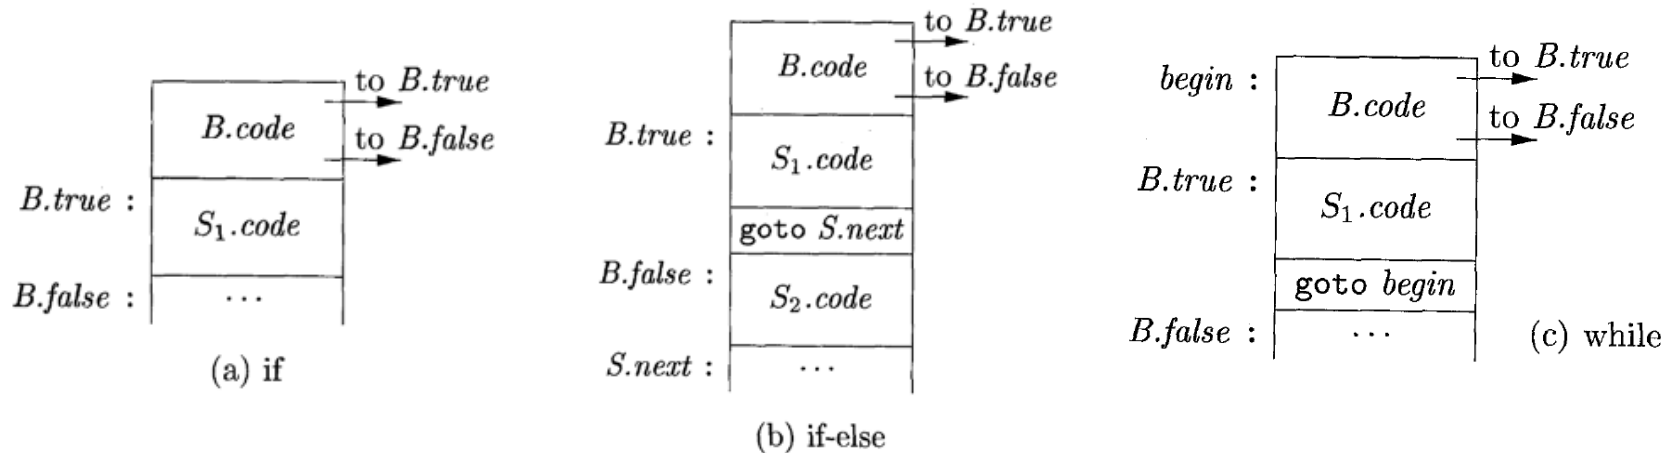 to B.true
B.code
to B.false
B.true :
S₁.code
B.false :
...
(a) if
to B.true
B.code
to B.false
B.true :
S₁.code
goto S.next
B.false :
S₂.code
S.next :
...
(b) if-else
begin :
to B.true
B.code
to B.false
B.true :
S₁.code
goto begin
B.false :
...
(c) while